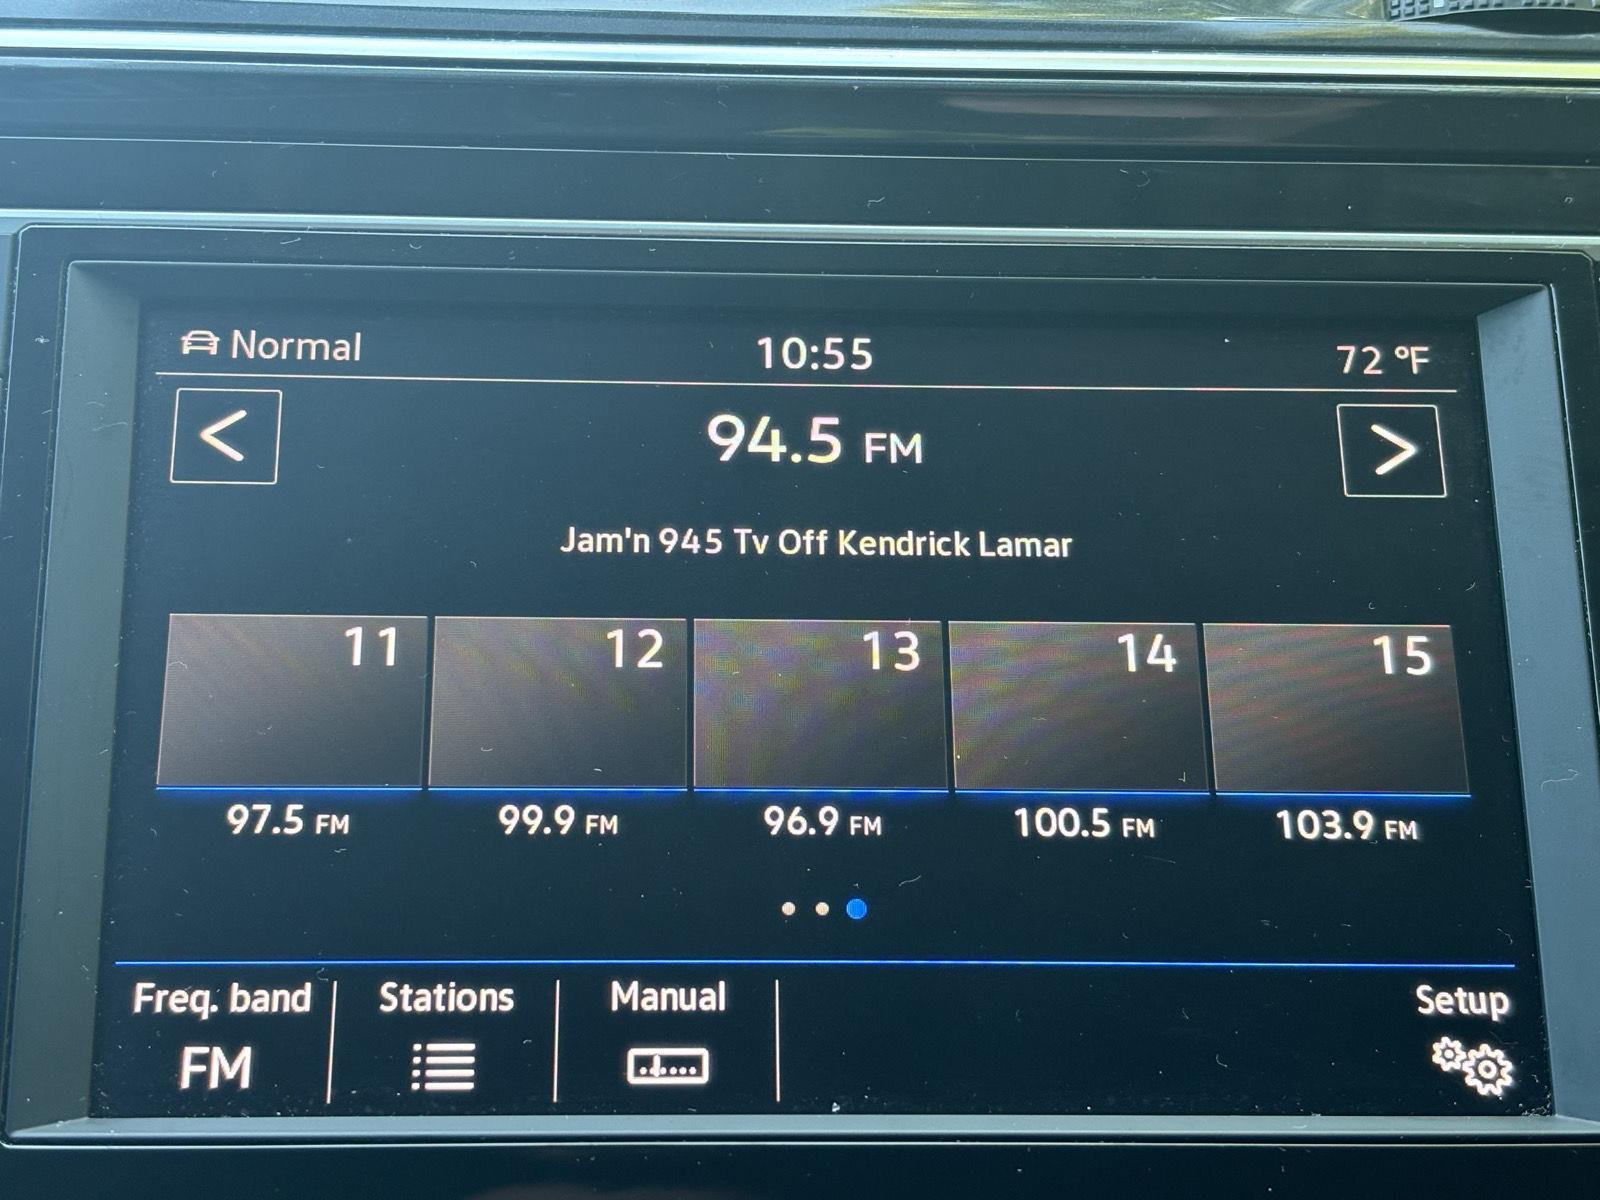 Normal 10:55 72 °F
< 94.5 FM >
Jam'n 945 Tv Off Kendrick Lamar
11 12 13 14 15
97.5 FM 99.9 FM 96.9 FM 100.5 FM 103.9 FM
Freq. band Stations Manual Setup
FM